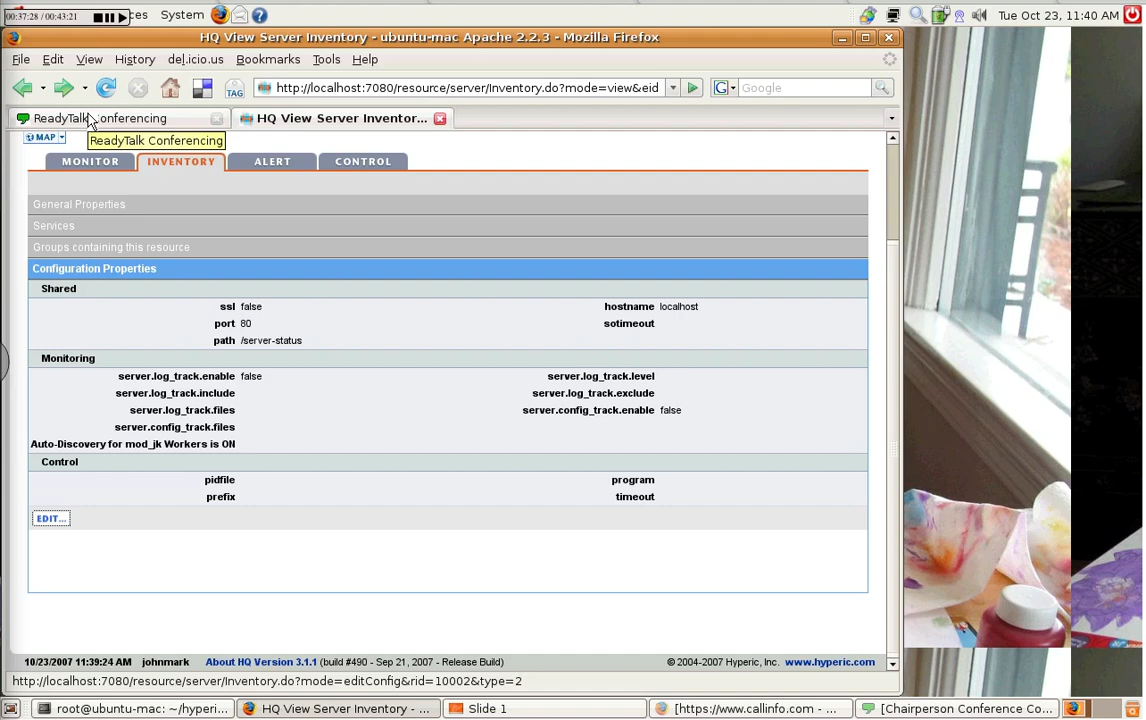 00:37:28 / 00:43:21
ces System
Tue Oct 23, 11:40 AM
HQ View Server Inventory - ubuntu-mac Apache 2.2.3 - Mozilla Firefox
File Edit View History del.icio.us Bookmarks Tools Help
TAG http://localhost:7080/resource/server/Inventory.do?mode=view&eid G Google
ReadyTalk Conferencing HQ View Server Inventor...
ReadyTalk Conferencing
MAP
MONITOR INVENTORY ALERT CONTROL
General Properties
Services
Groups containing this resource
Configuration Properties
Shared
ssl false hostname localhost
port 80 sotimeout
path /server-status
Monitoring
server.log_track.enable false server.log_track.level
server.log_track.include server.log_track.exclude
server.log_track.files server.config_track.enable false
server.config_track.files
Auto-Discovery for mod_jk Workers is ON
Control
pidfile program
prefix timeout
EDIT...
10/23/2007 11:39:24 AM johnmark About HQ Version 3.1.1 (build #490 - Sep 21, 2007 - Release Build) © 2004-2007 Hyperic, Inc. www.hyperic.com
http://localhost:7080/resource/server/Inventory.do?mode=editConfig&rid=10002&type=2
root@ubuntu-mac: ~/hyperi... HQ View Server Inventory - ... Slide 1 [https://www.callinfo.com - ... [Chairperson Conference Co...